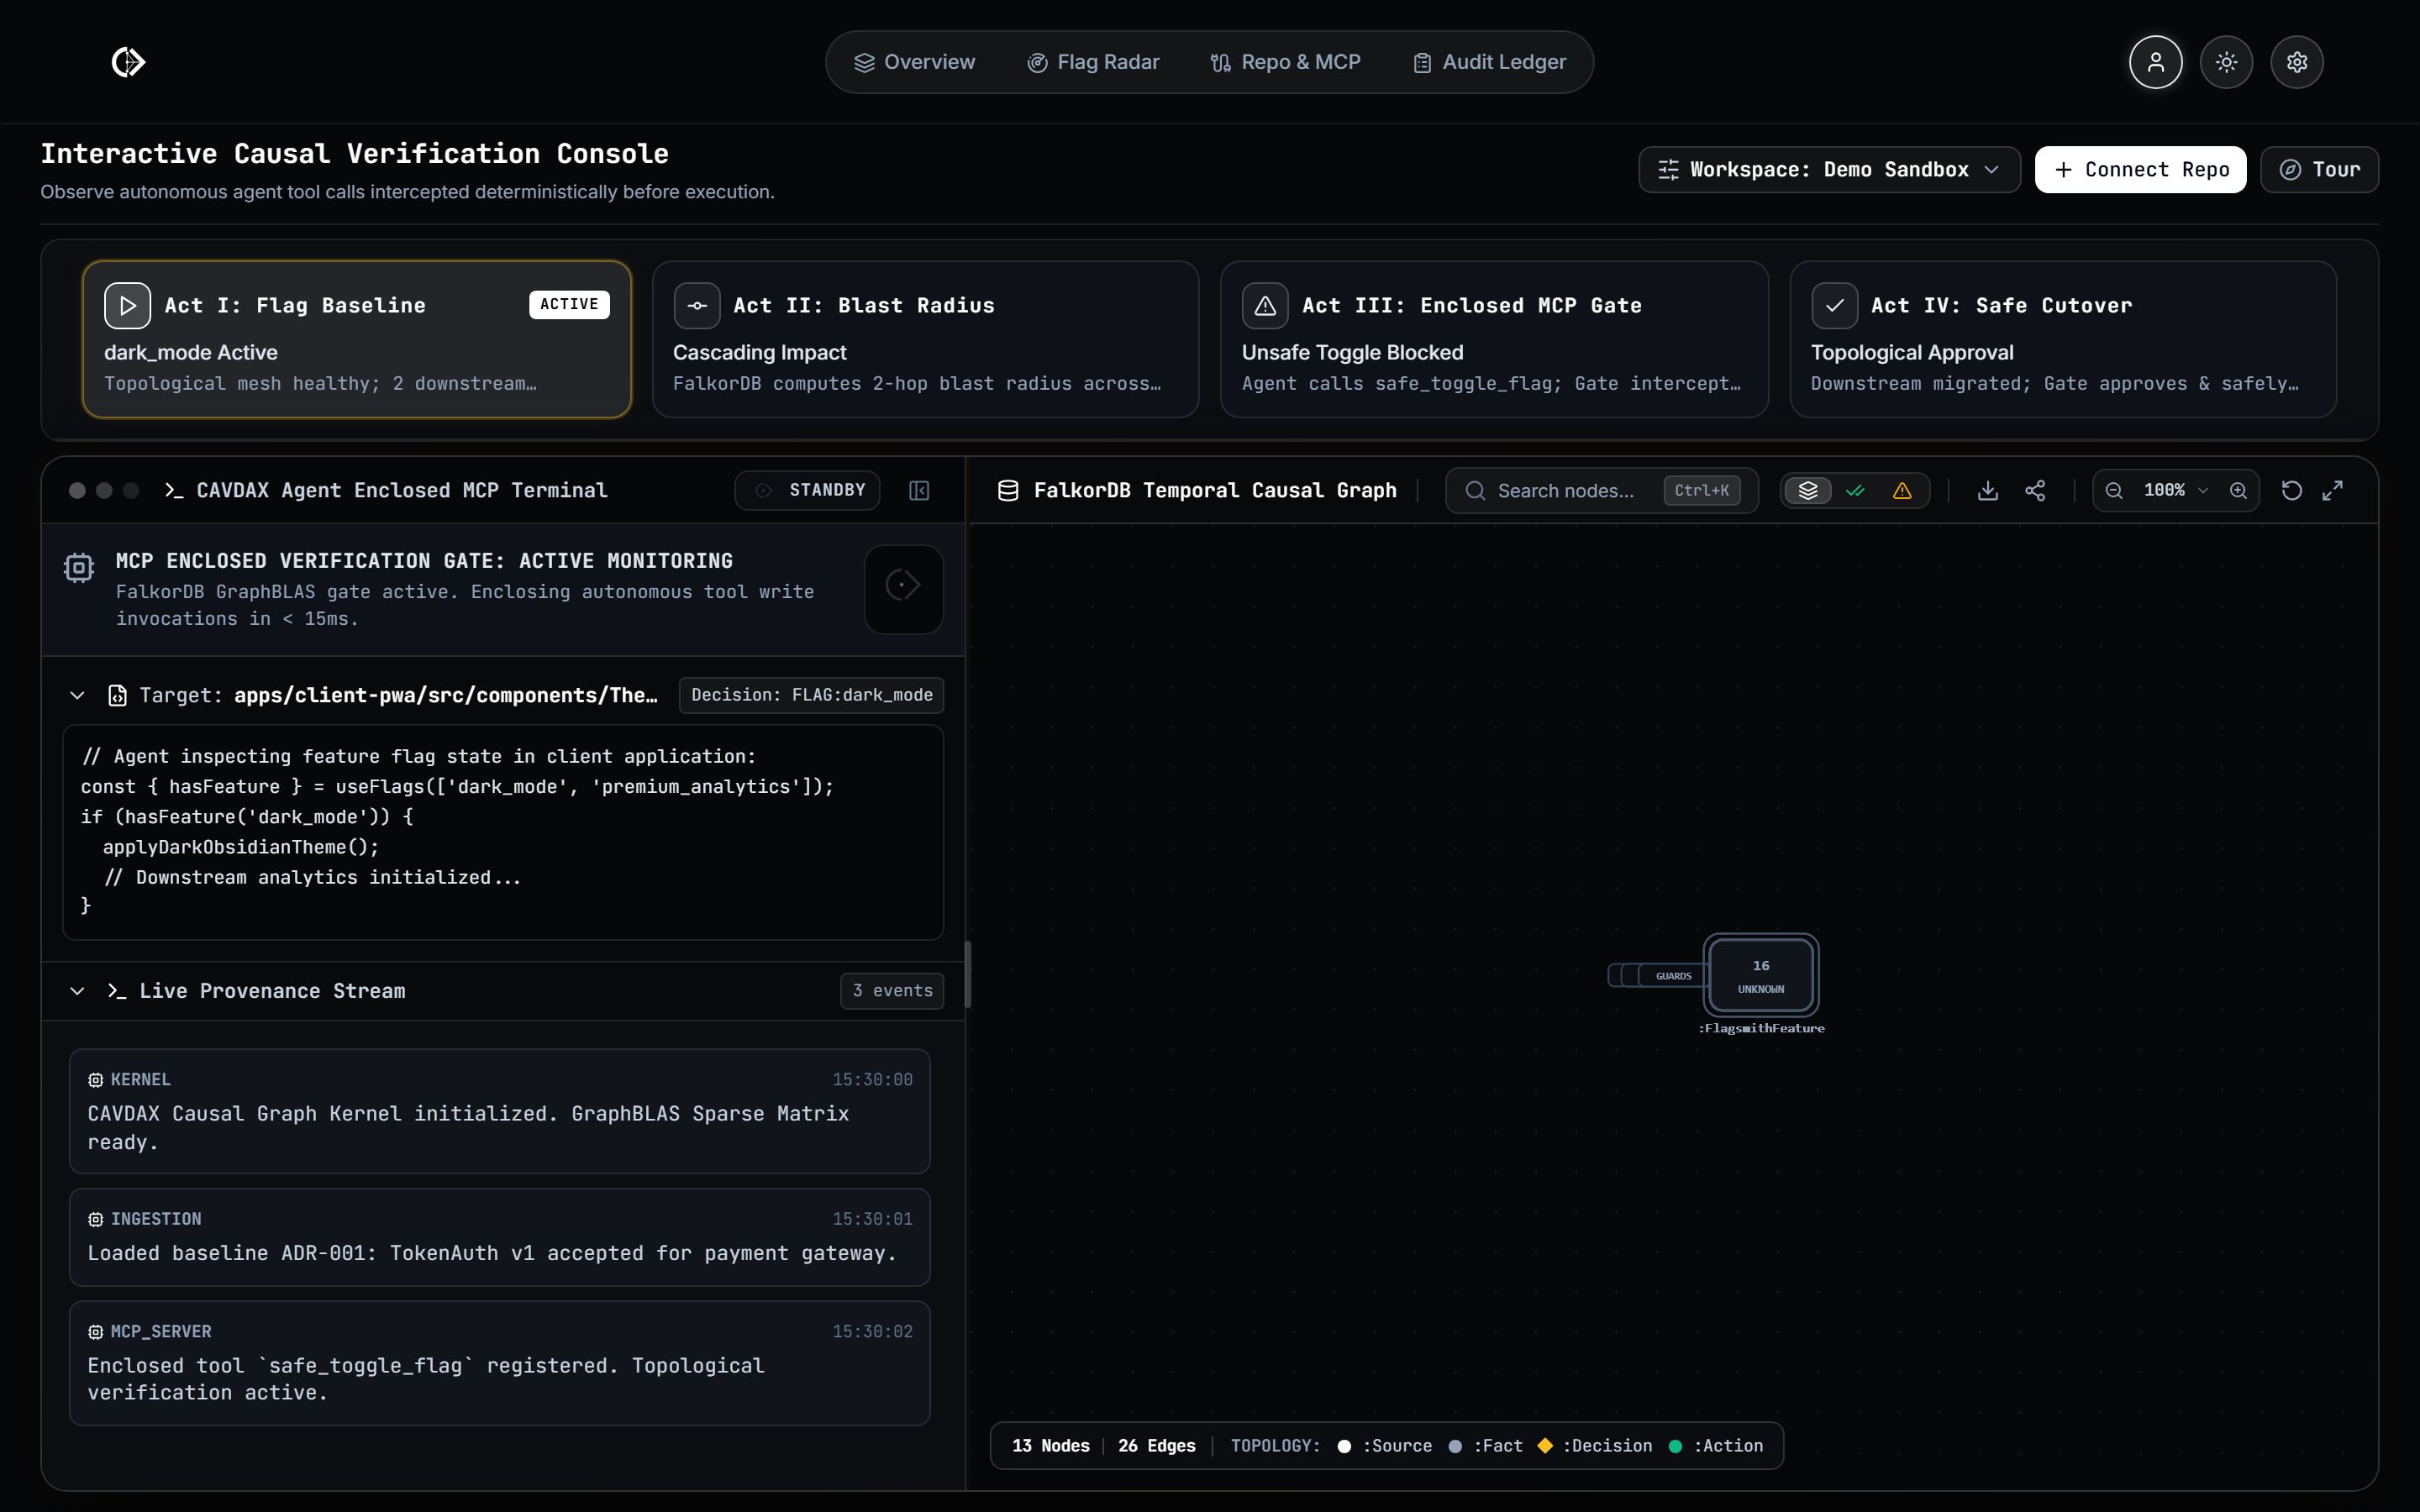 Overview
Flag Radar
Repo & MCP
Audit Ledger
Interactive Causal Verification Console
Observe autonomous agent tool calls intercepted deterministically before execution.
Workspace: Demo Sandbox
+ Connect Repo
Tour
Act I: Flag Baseline
ACTIVE
dark_mode Active
Topological mesh healthy; 2 downstream…
Act II: Blast Radius
Cascading Impact
FalkorDB computes 2-hop blast radius across…
Act III: Enclosed MCP Gate
Unsafe Toggle Blocked
Agent calls safe_toggle_flag; Gate intercept…
Act IV: Safe Cutover
Topological Approval
Downstream migrated; Gate approves & safely…
CAVDAX Agent Enclosed MCP Terminal
STANDBY
MCP ENCLOSED VERIFICATION GATE: ACTIVE MONITORING
FalkorDB GraphBLAS gate active. Enclosing autonomous tool write
invocations in < 15ms.
Target: apps/client-pwa/src/components/The…
Decision: FLAG:dark_mode
// Agent inspecting feature flag state in client application:
const { hasFeature } = useFlags(['dark_mode', 'premium_analytics']);
if (hasFeature('dark_mode')) {
  applyDarkObsidianTheme();
  // Downstream analytics initialized...
}
Live Provenance Stream
3 events
KERNEL
15:30:00
CAVDAX Causal Graph Kernel initialized. GraphBLAS Sparse Matrix
ready.
INGESTION
15:30:01
Loaded baseline ADR-001: TokenAuth v1 accepted for payment gateway.
MCP_SERVER
15:30:02
Enclosed tool `safe_toggle_flag` registered. Topological
verification active.
FalkorDB Temporal Causal Graph
Search nodes...
Ctrl+K
100%
GUARDS
16
UNKNOWN
:FlagsmithFeature
13 Nodes
26 Edges
TOPOLOGY:
:Source
:Fact
:Decision
:Action